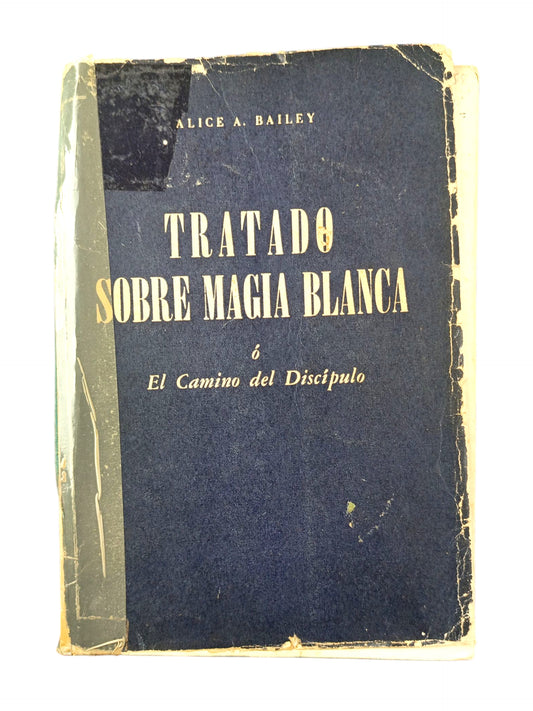 ALICE A. BAILEY
TRATADO
SOBRE MAGIA BLANCA
ó
El Camino del Discípulo